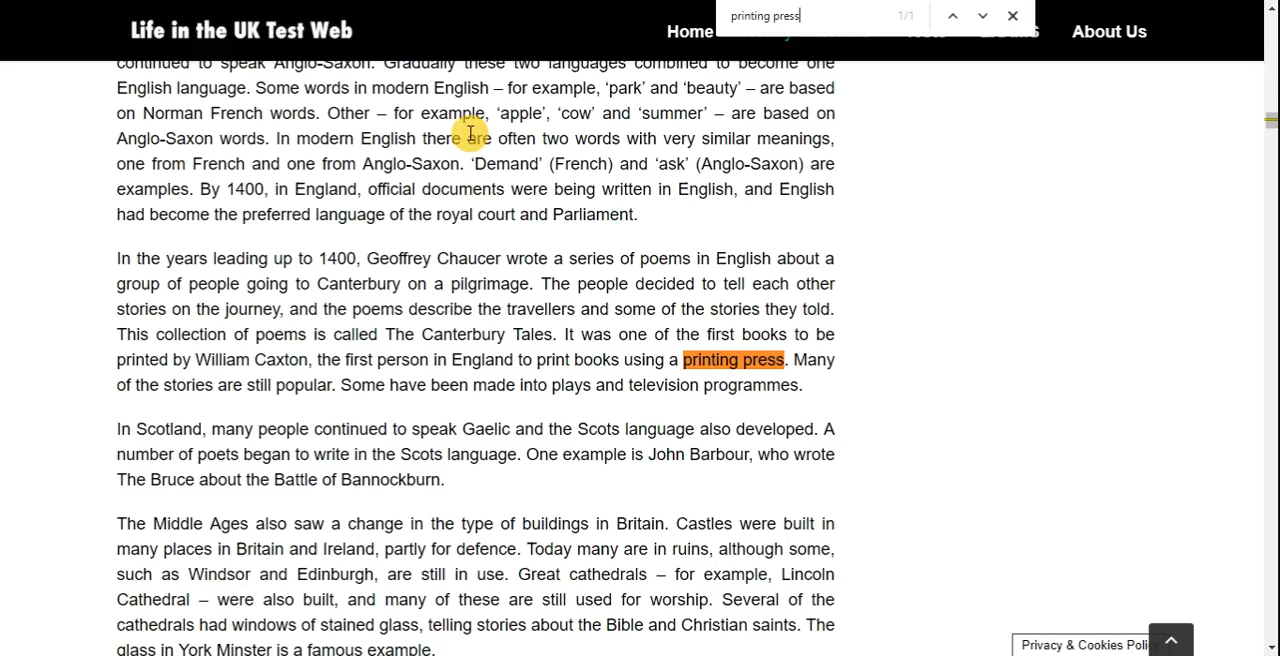 printing press 1/1
Life in the UK Test Web
Home About Us
continued to speak Anglo-Saxon. Gradually these two languages combined to become one
English language. Some words in modern English – for example, ‘park’ and ‘beauty’ – are based
on Norman French words. Other – for example, ‘apple’, ‘cow’ and ‘summer’ – are based on
Anglo-Saxon words. In modern English there are often two words with very similar meanings,
one from French and one from Anglo-Saxon. ‘Demand’ (French) and ‘ask’ (Anglo-Saxon) are
examples. By 1400, in England, official documents were being written in English, and English
had become the preferred language of the royal court and Parliament.
In the years leading up to 1400, Geoffrey Chaucer wrote a series of poems in English about a
group of people going to Canterbury on a pilgrimage. The people decided to tell each other
stories on the journey, and the poems describe the travellers and some of the stories they told.
This collection of poems is called The Canterbury Tales. It was one of the first books to be
printed by William Caxton, the first person in England to print books using a printing press. Many
of the stories are still popular. Some have been made into plays and television programmes.
In Scotland, many people continued to speak Gaelic and the Scots language also developed. A
number of poets began to write in the Scots language. One example is John Barbour, who wrote
The Bruce about the Battle of Bannockburn.
The Middle Ages also saw a change in the type of buildings in Britain. Castles were built in
many places in Britain and Ireland, partly for defence. Today many are in ruins, although some,
such as Windsor and Edinburgh, are still in use. Great cathedrals – for example, Lincoln
Cathedral – were also built, and many of these are still used for worship. Several of the
cathedrals had windows of stained glass, telling stories about the Bible and Christian saints. The
glass in York Minster is a famous example.
Privacy & Cookies Policy